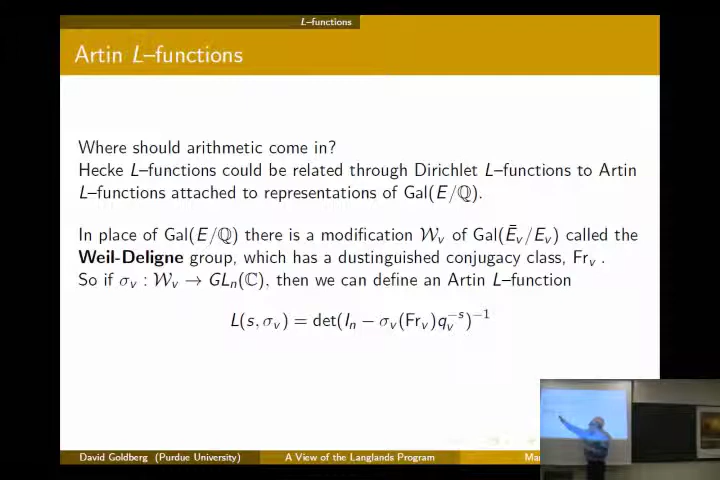 L–functions
Artin L–functions
Where should arithmetic come in?
Hecke L–functions could be related through Dirichlet L–functions to Artin
L–functions attached to representations of Gal(E/ℚ).
In place of Gal(E/ℚ) there is a modification 𝒲ᵥ of Gal(Ēᵥ/Eᵥ) called the
Weil-Deligne group, which has a dustinguished conjugacy class, Frᵥ .
So if σᵥ : 𝒲ᵥ → GLₙ(ℂ), then we can define an Artin L–function
L(s, σᵥ) = det(Iₙ − σᵥ(Frᵥ)qᵥ⁻ˢ)⁻¹
David Goldberg (Purdue University) A View of the Langlands Program